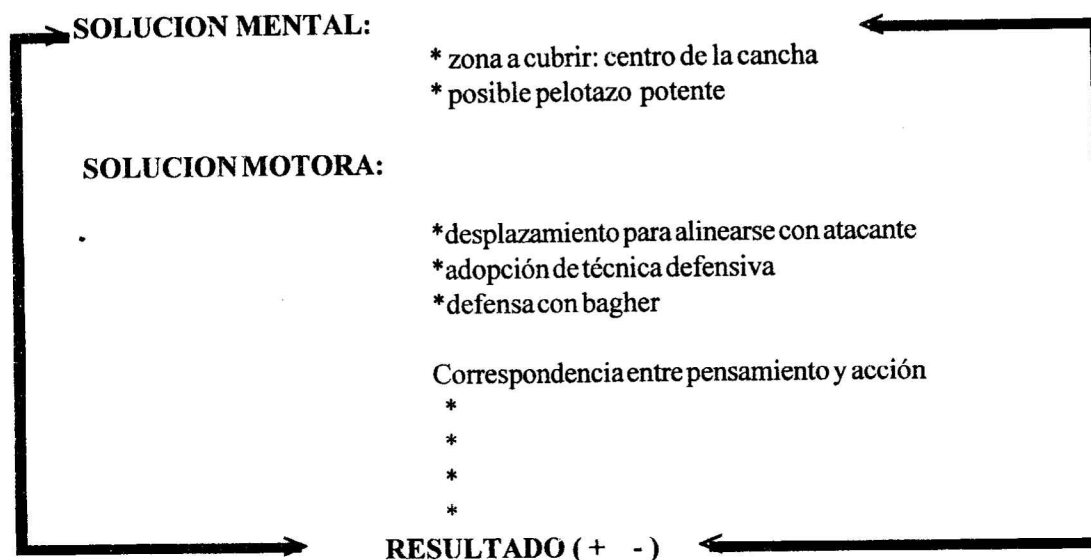 SOLUCION MENTAL:
* zona a cubrir: centro de la cancha
* posible pelotazo potente
SOLUCION MOTORA:
*desplazamiento para alinearse con atacante
*adopción de técnica defensiva
*defensa con bagher
Correspondencia entre pensamiento y acción
*
*
*
*
RESULTADO ( + - )